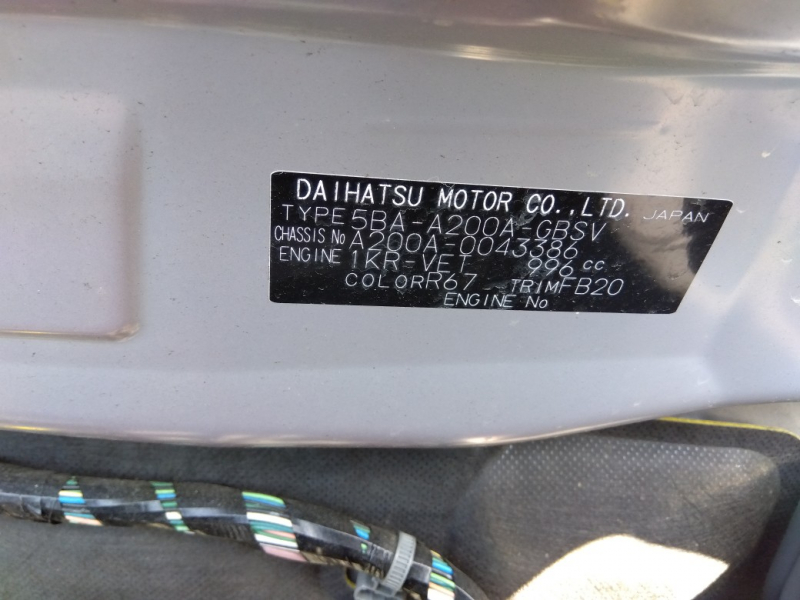 DAIHATSU MOTOR CO.,LTD. JAPAN
TYPE 5BA-A200A-GBSV
CHASSIS No A200A-0043386
ENGINE 1KR-VET 996 cc
COLOR R67 TRIM FB20
ENGINE No